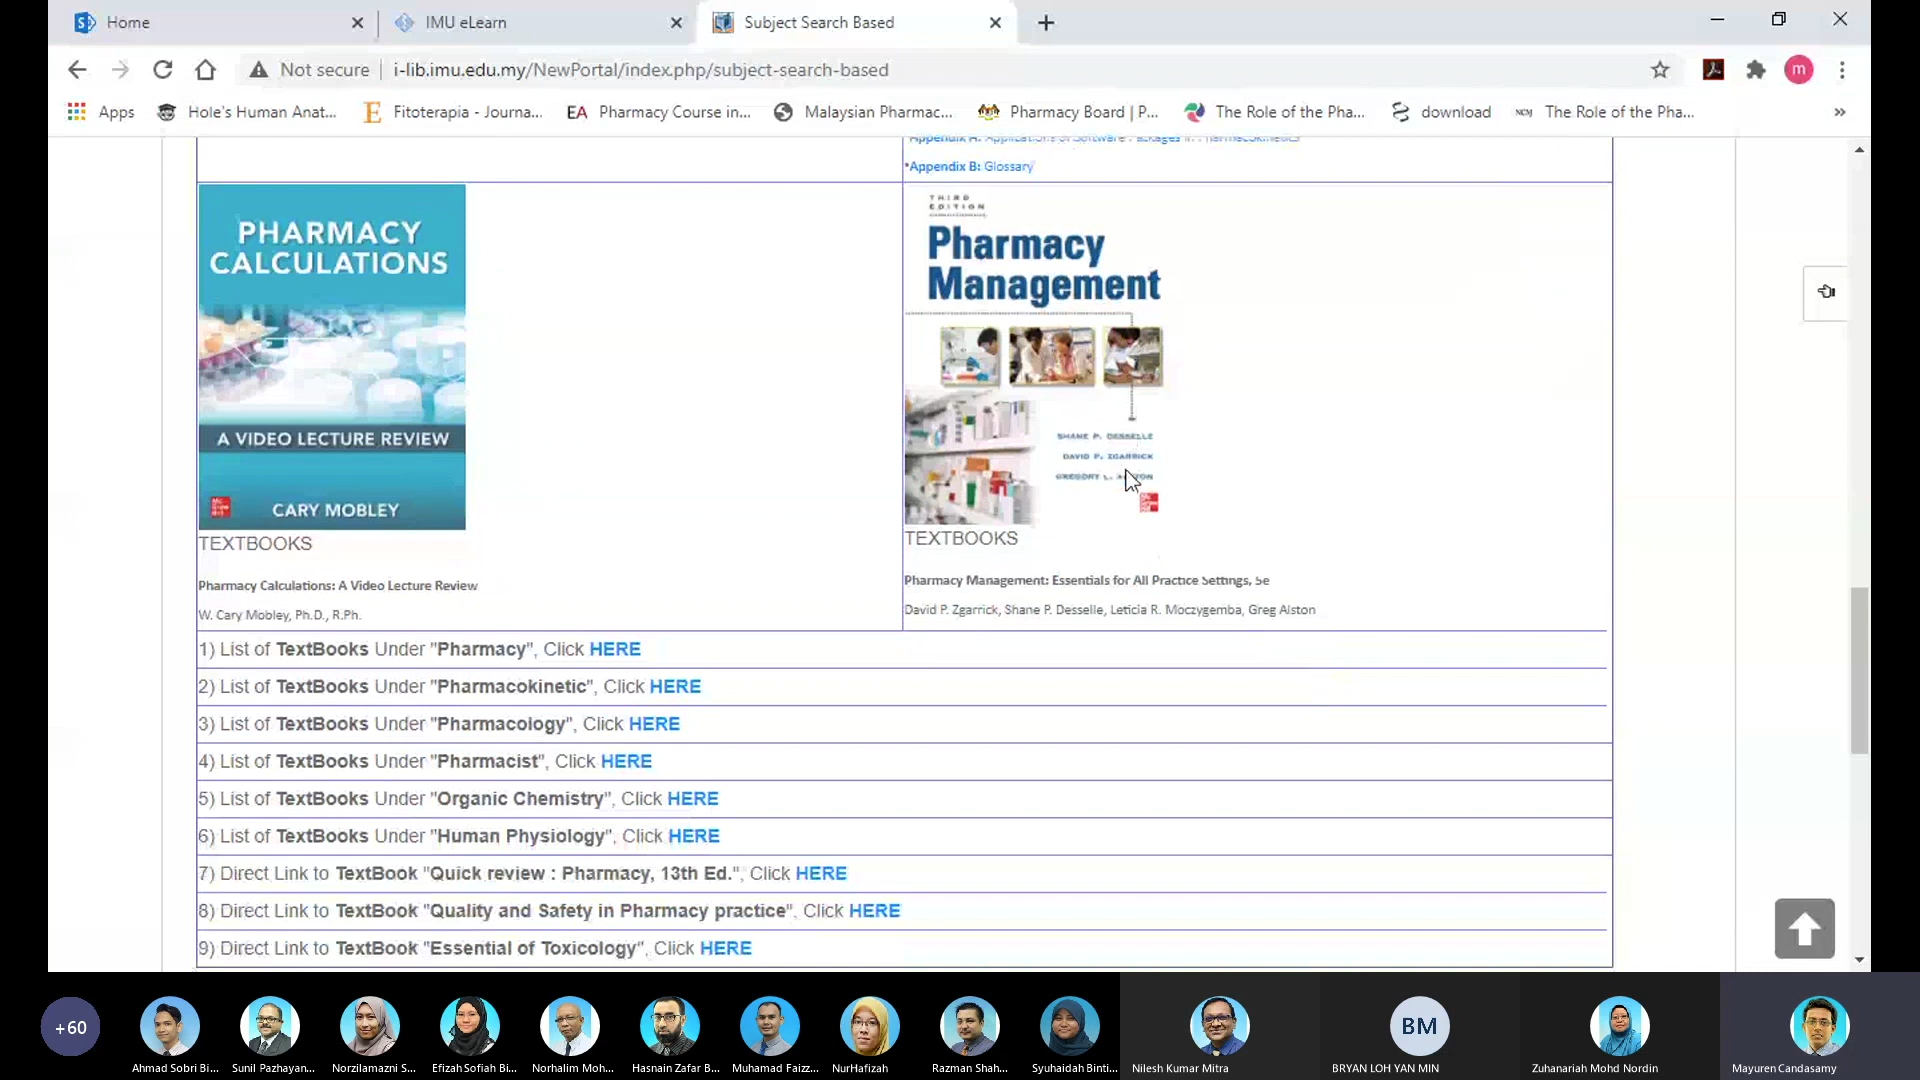 Home
IMU eLearn
Subject Search Based
Not secure
i-lib.imu.edu.my/NewPortal/index.php/subject-search-based
m
Apps
Hole's Human Anat...
Fitoterapia - Journa...
EA Pharmacy Course in...
Malaysian Pharmac...
Pharmacy Board | P...
The Role of the Pha...
download
The Role of the Pha...
*Appendix B: Glossary
PHARMACY
CALCULATIONS
A VIDEO LECTURE REVIEW
CARY MOBLEY
TEXTBOOKS
Pharmacy Calculations: A Video Lecture Review
W. Cary Mobley, Ph.D., R.Ph.
THIRD
EDITION
Pharmacy
Management
SHANE P. DESSELLE
DAVID P. ZGARRICK
TEXTBOOKS
Pharmacy Management: Essentials for All Practice Settings, 5e
David P. Zgarrick, Shane P. Desselle, Leticia R. Moczygemba, Greg Alston
1) List of TextBooks Under "Pharmacy", Click HERE
2) List of TextBooks Under "Pharmacokinetic", Click HERE
3) List of TextBooks Under "Pharmacology", Click HERE
4) List of TextBooks Under "Pharmacist", Click HERE
5) List of TextBooks Under "Organic Chemistry", Click HERE
6) List of TextBooks Under "Human Physiology", Click HERE
7) Direct Link to TextBook "Quick review : Pharmacy, 13th Ed.", Click HERE
8) Direct Link to TextBook "Quality and Safety in Pharmacy practice", Click HERE
9) Direct Link to TextBook "Essential of Toxicology", Click HERE
+60
BM
Ahmad Sobri Bi...
Sunil Pazhayan...
Norzilamazni S...
Efizah Sofiah Bi...
Norhalim Moh...
Hasnain Zafar B...
Muhamad Faizz...
NurHafizah
Razman Shah...
Syuhaidah Binti...
Nilesh Kumar Mitra
BRYAN LOH YAN MIN
Zuhanariah Mohd Nordin
Mayuren Candasamy